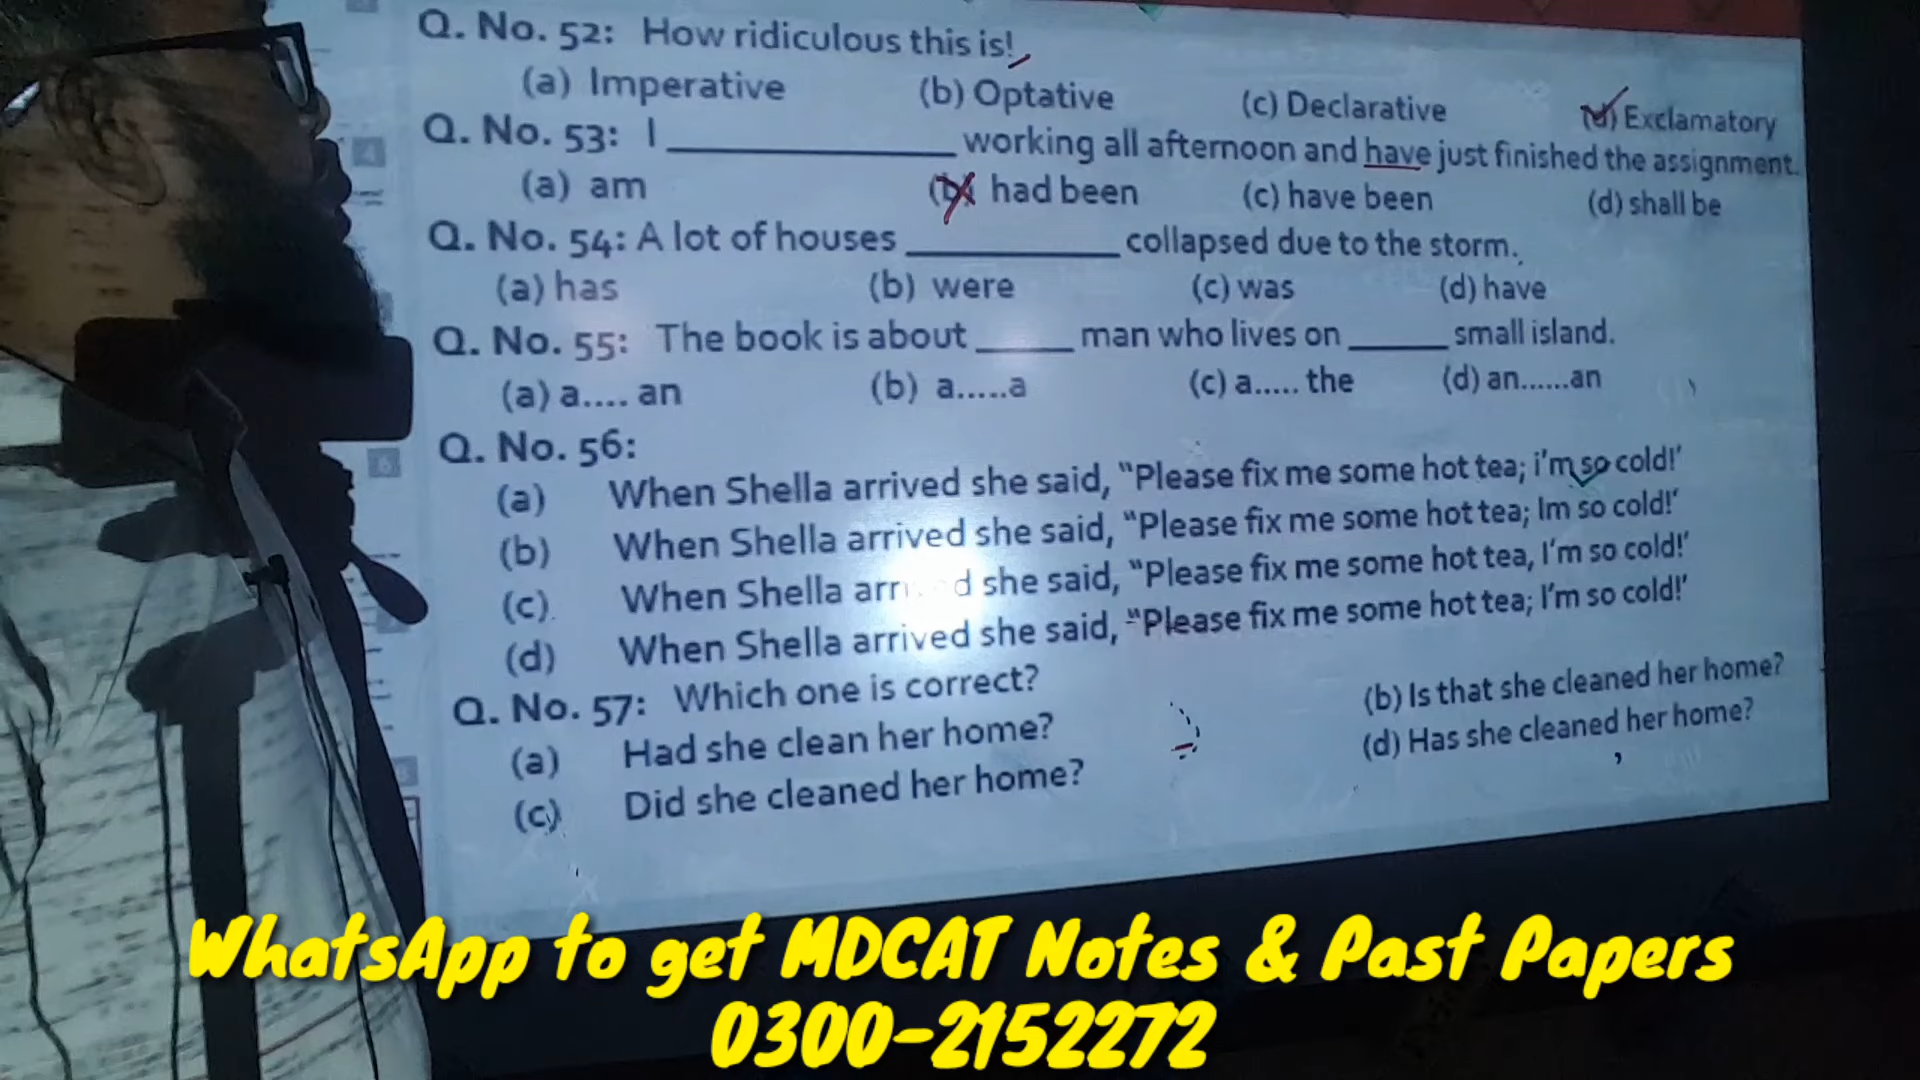 Q. No. 52: How ridiculous this is!
(a) Imperative (b) Optative (c) Declarative (d) Exclamatory
Q. No. 53: I ____________ working all afternoon and have just finished the assignment.
(a) am (b) had been (c) have been (d) shall be
Q. No. 54: A lot of houses ____________ collapsed due to the storm.
(a) has (b) were (c) was (d) have
Q. No. 55: The book is about _____ man who lives on _____ small island.
(a) a.... an (b) a.....a (c) a..... the (d) an......an
Q. No. 56:
(a) When Shella arrived she said, “Please fix me some hot tea; i’m so cold!’
(b) When Shella arrived she said, “Please fix me some hot tea; Im so cold!’
(c) When Shella arr d she said, “Please fix me some hot tea, I’m so cold!’
(d) When Shella arrived she said, “Please fix me some hot tea; I’m so cold!’
Q. No. 57: Which one is correct?
(a) Had she clean her home? (b) Is that she cleaned her home?
(c) Did she cleaned her home? (d) Has she cleaned her home?
WhatsApp to get MDCAT Notes & Past Papers
0300-2152272